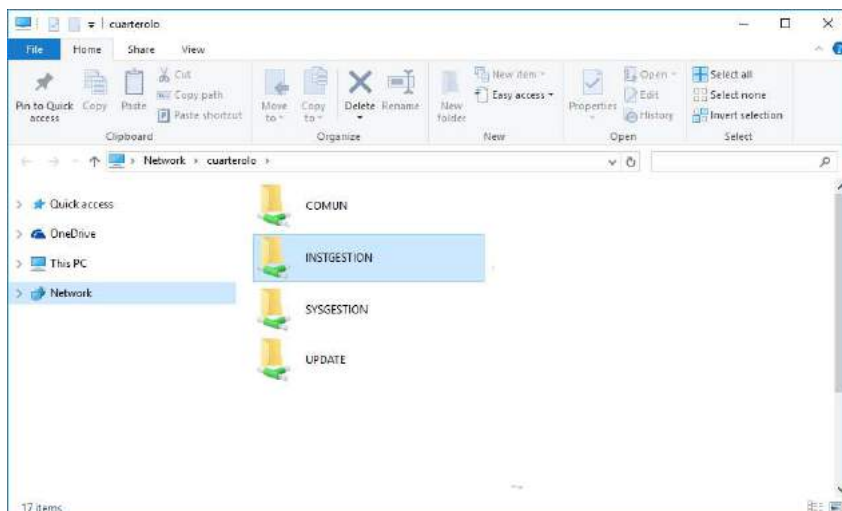 cuarterolo
File Home Share View
Pin to Quick access
Copy
Paste
Cut
Copy path
Paste shortcut
Clipboard
Move to
Copy to
Delete
Rename
Organize
New folder
New item
Easy access
New
Properties
Open
Edit
History
Open
Select all
Select none
Invert selection
Select
Network cuarterolo
Quick access
OneDrive
This PC
Network
COMUN
INSTGESTION
SYSGESTION
UPDATE
17 items